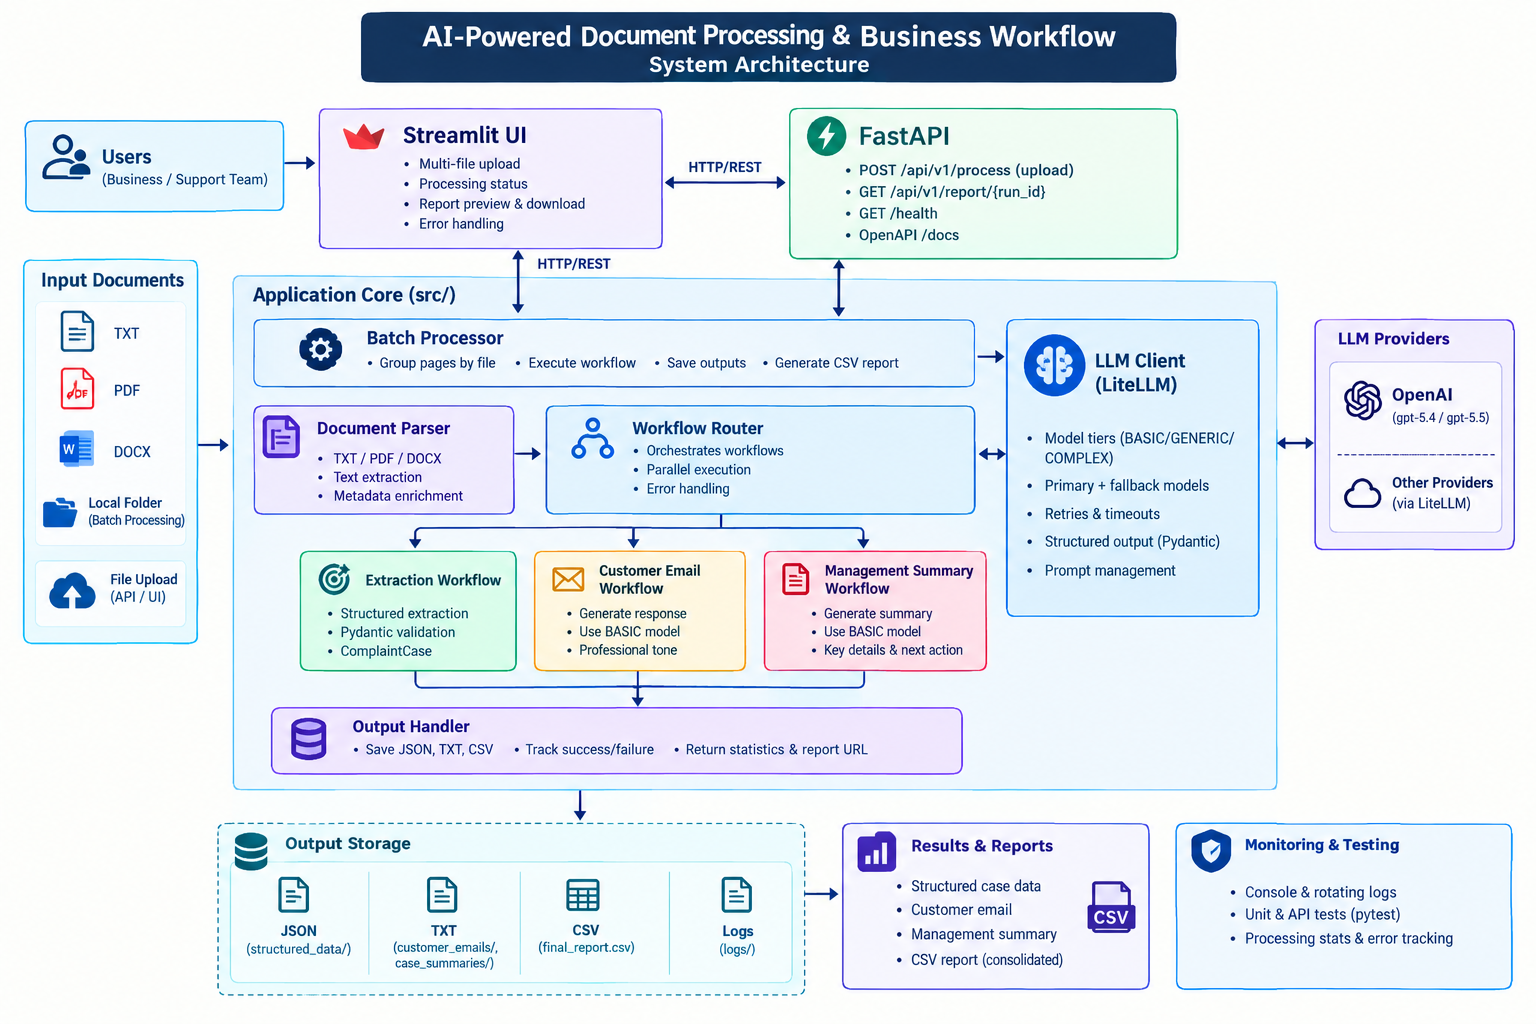 AI-Powered Document Processing & Business Workflow
System Architecture
Users
(Business / Support Team)
Streamlit UI
• Multi-file upload
• Processing status
• Report preview & download
• Error handling
HTTP/REST
FastAPI
• POST /api/v1/process (upload)
• GET /api/v1/report/{run_id}
• GET /health
• OpenAPI /docs
HTTP/REST
Input Documents
TXT
PDF
W
DOCX
Local Folder
(Batch Processing)
File Upload
(API / UI)
Application Core (src/)
Batch Processor
• Group pages by file • Execute workflow • Save outputs • Generate CSV report
Document Parser
• TXT / PDF / DOCX
• Text extraction
• Metadata enrichment
Workflow Router
• Orchestrates workflows
• Parallel execution
• Error handling
LLM Client
(LiteLLM)
• Model tiers (BASIC/GENERIC/
COMPLEX)
• Primary + fallback models
• Retries & timeouts
• Structured output (Pydantic)
• Prompt management
LLM Providers
OpenAI
(gpt-5.4 / gpt-5.5)
Other Providers
(via LiteLLM)
Extraction Workflow
• Structured extraction
• Pydantic validation
• ComplaintCase
Customer Email
Workflow
• Generate response
• Use BASIC model
• Professional tone
Management Summary
Workflow
• Generate summary
• Use BASIC model
• Key details & next action
Output Handler
• Save JSON, TXT, CSV • Track success/failure • Return statistics & report URL
Output Storage
JSON
(structured_data/)
TXT
(customer_emails/,
case_summaries/)
CSV
(final_report.csv)
Logs
(logs/)
Results & Reports
• Structured case data
• Customer email
• Management summary
• CSV report (consolidated)
CSV
Monitoring & Testing
• Console & rotating logs
• Unit & API tests (pytest)
• Processing stats & error tracking